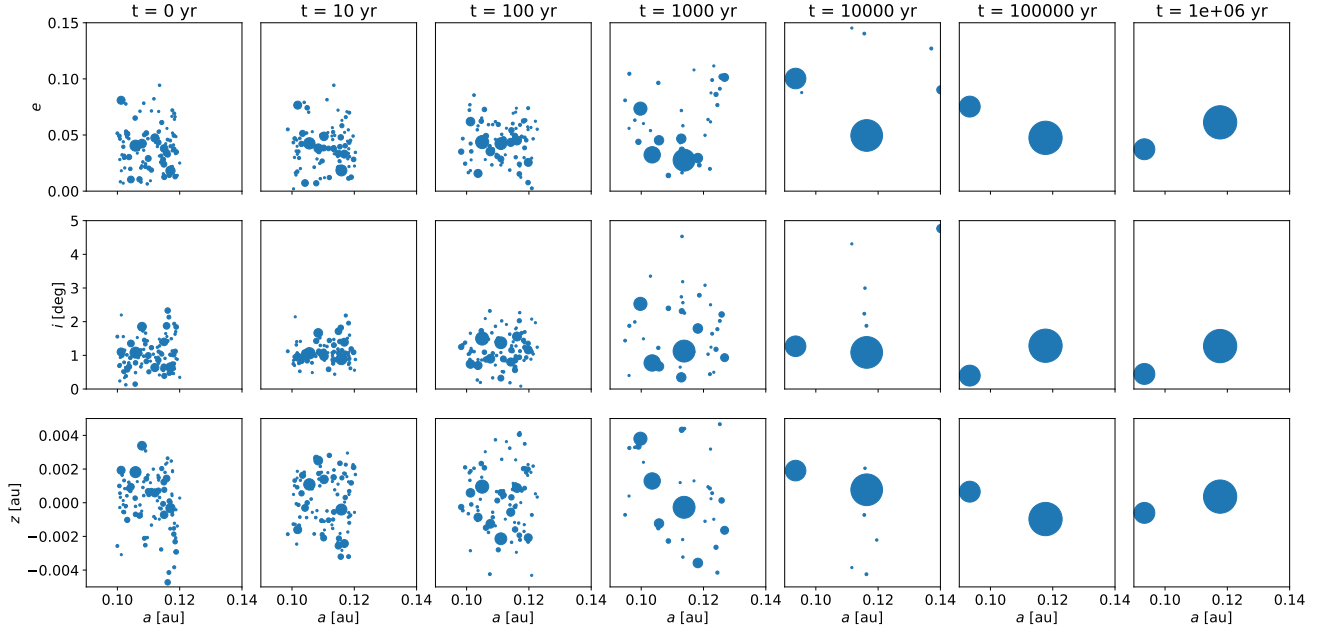 t = 0 yr t = 10 yr t = 100 yr t = 1000 yr t = 10000 yr t = 100000 yr t = 1e+06 yr
0.15
0.10
e
0.05
0.00
5
4
3
i [deg]
2
1
0
0.004
0.002
z [au]
0.000
−0.002
−0.004
0.10 0.12 0.14 0.10 0.12 0.14 0.10 0.12 0.14 0.10 0.12 0.14 0.10 0.12 0.14 0.10 0.12 0.14 0.10 0.12 0.14
a [au] a [au] a [au] a [au] a [au] a [au] a [au]